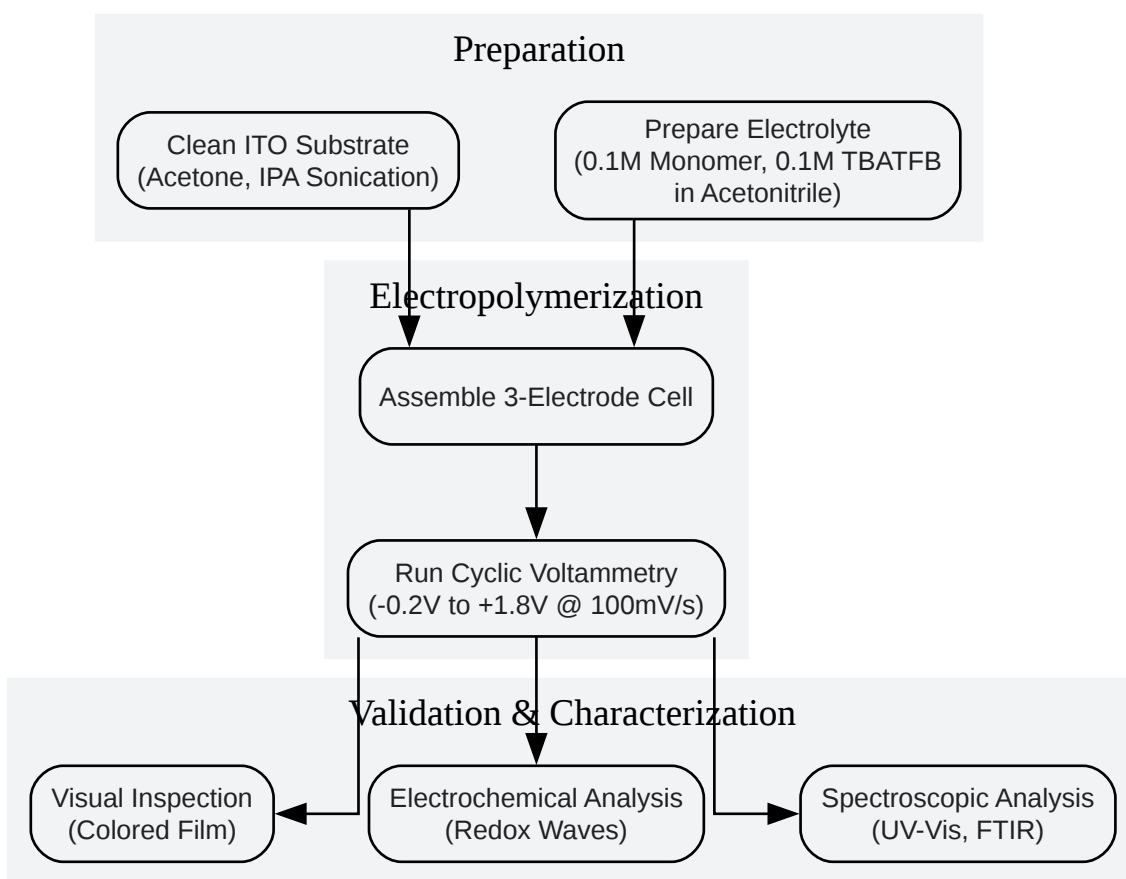 Preparation
Clean ITO Substrate
(Acetone, IPA Sonication)
Prepare Electrolyte
(0.1M Monomer, 0.1M TBATFB
in Acetonitrile)
Electropolymerization
Assemble 3-Electrode Cell
Run Cyclic Voltammetry
(-0.2V to +1.8V @ 100mV/s)
Validation & Characterization
Visual Inspection
(Colored Film)
Electrochemical Analysis
(Redox Waves)
Spectroscopic Analysis
(UV-Vis, FTIR)